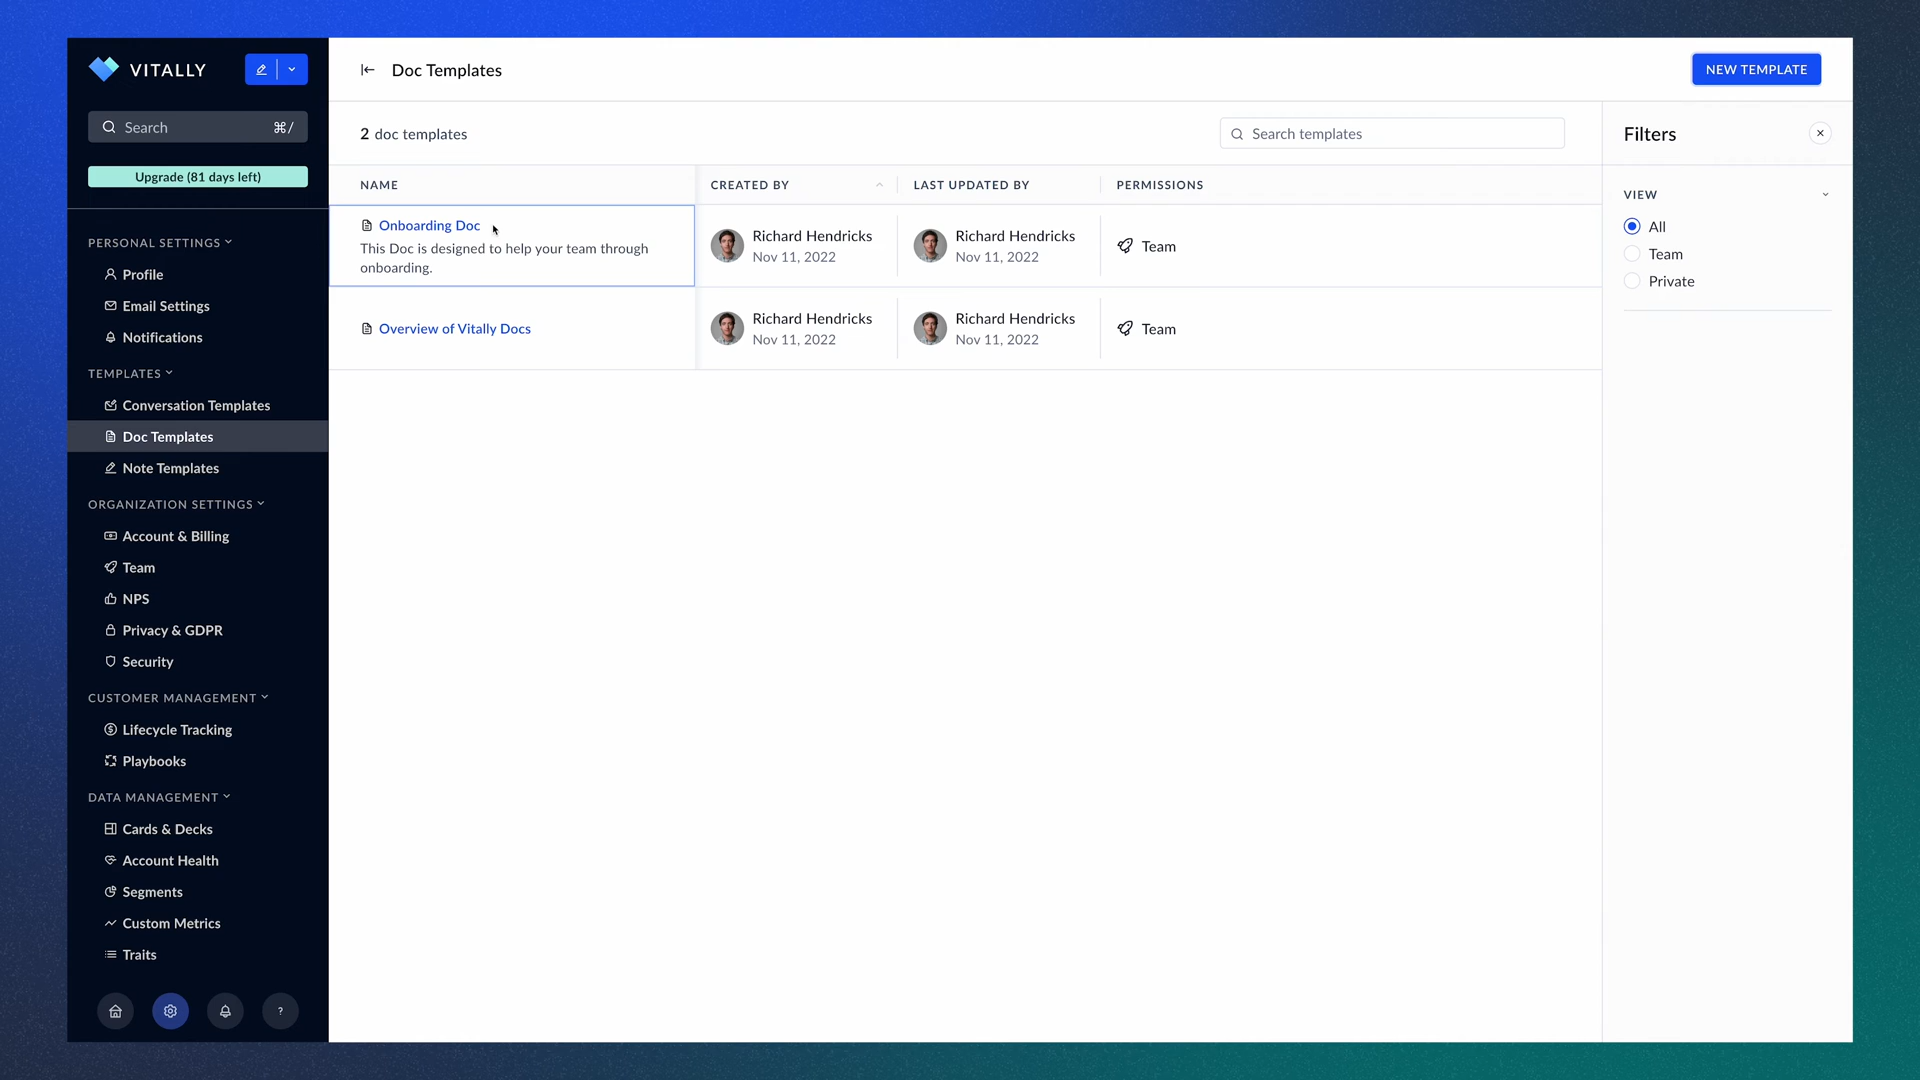 VITALLY
Search ⌘/
Upgrade (81 days left)
PERSONAL SETTINGS
Profile
Email Settings
Notifications
TEMPLATES
Conversation Templates
Doc Templates
Note Templates
ORGANIZATION SETTINGS
Account & Billing
Team
NPS
Privacy & GDPR
Security
CUSTOMER MANAGEMENT
Lifecycle Tracking
Playbooks
DATA MANAGEMENT
Cards & Decks
Account Health
Segments
Custom Metrics
Traits
?
Doc Templates
NEW TEMPLATE
2 doc templates
Search templates
NAME CREATED BY LAST UPDATED BY PERMISSIONS
Onboarding Doc
This Doc is designed to help your team through
onboarding.
Richard Hendricks
Nov 11, 2022
Richard Hendricks
Nov 11, 2022
Team
Overview of Vitally Docs
Richard Hendricks
Nov 11, 2022
Richard Hendricks
Nov 11, 2022
Team
Filters
VIEW
All
Team
Private